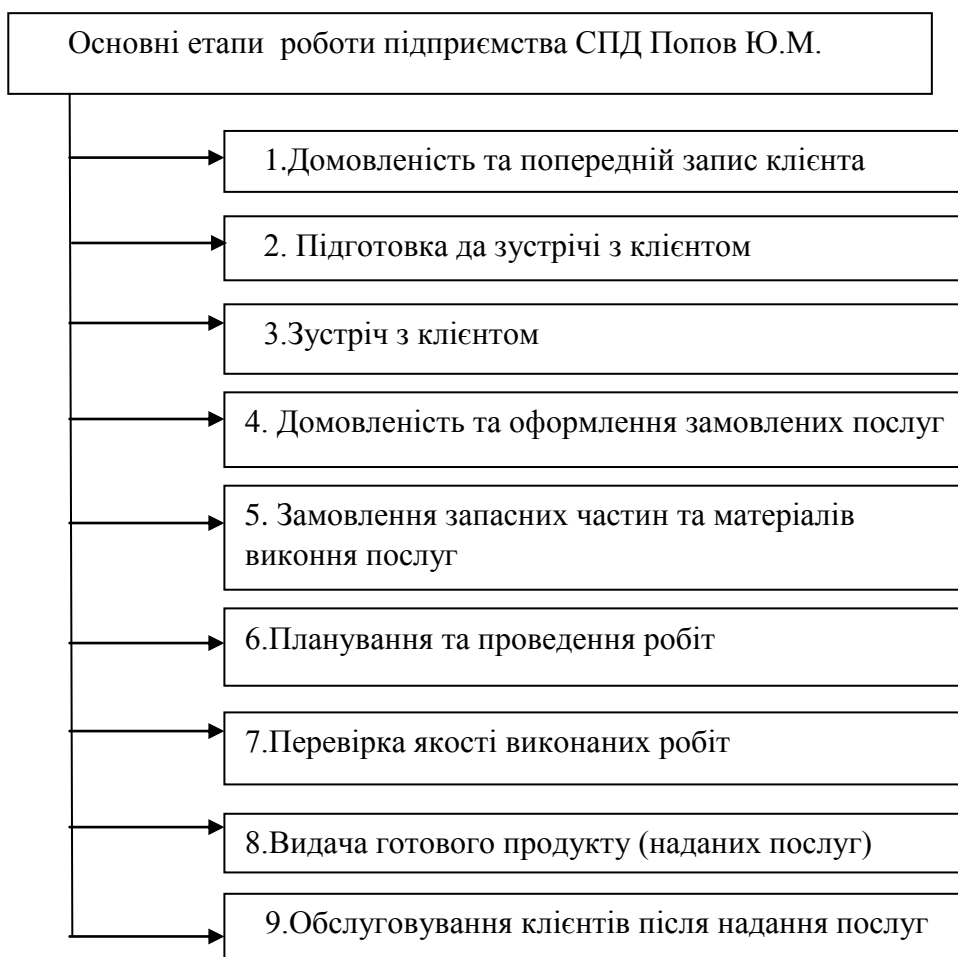 Основні етапи роботи підприємства СПД Попов Ю.М.
1.Домовленість та попередній запис клієнта
2. Підготовка да зустрічі з клієнтом
3.Зустріч з клієнтом
4. Домовленість та оформлення замовлених послуг
5. Замовлення запасних частин та матеріалів
виконня послуг
6.Планування та проведення робіт
7.Перевірка якості виконаних робіт
8.Видача готового продукту (наданих послуг)
9.Обслуговування клієнтів після надання послуг